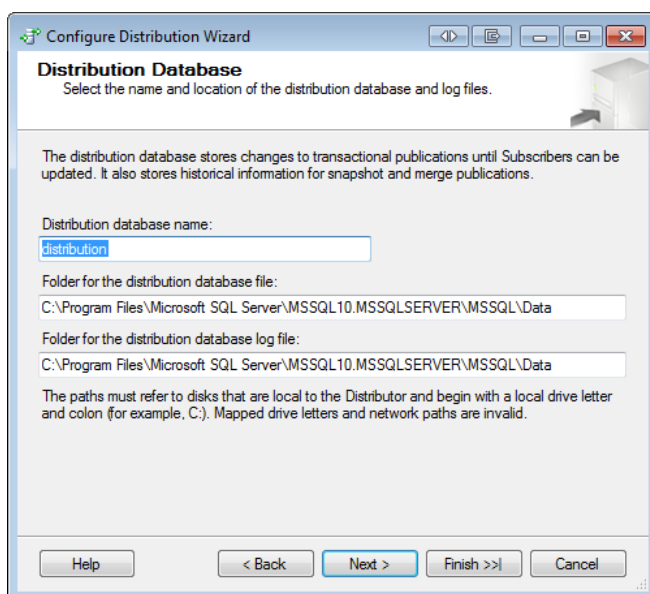 Configure Distribution Wizard
Distribution Database
Select the name and location of the distribution database and log files.
The distribution database stores changes to transactional publications until Subscribers can be
updated. It also stores historical information for snapshot and merge publications.
Distribution database name:
distribution
Folder for the distribution database file:
C:\Program Files\Microsoft SQL Server\MSSQL10.MSSQLSERVER\MSSQL\Data
Folder for the distribution database log file:
C:\Program Files\Microsoft SQL Server\MSSQL10.MSSQLSERVER\MSSQL\Data
The paths must refer to disks that are local to the Distributor and begin with a local drive letter
and colon (for example, C:). Mapped drive letters and network paths are invalid.
Help < Back Next > Finish >>| Cancel